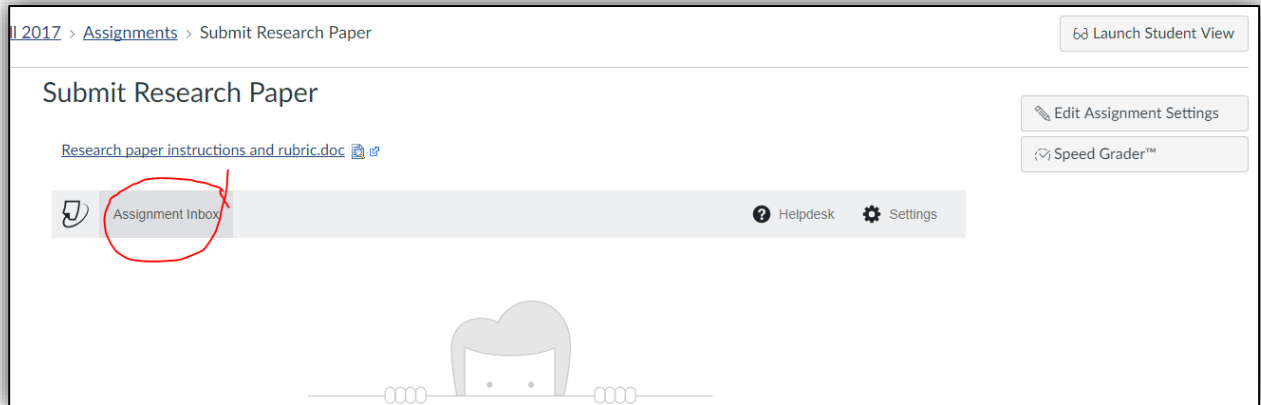 ll 2017 > Assignments > Submit Research Paper
Launch Student View
Submit Research Paper
Edit Assignment Settings
Research paper instructions and rubric.doc
Speed Grader™
Assignment Inbox
Helpdesk
Settings